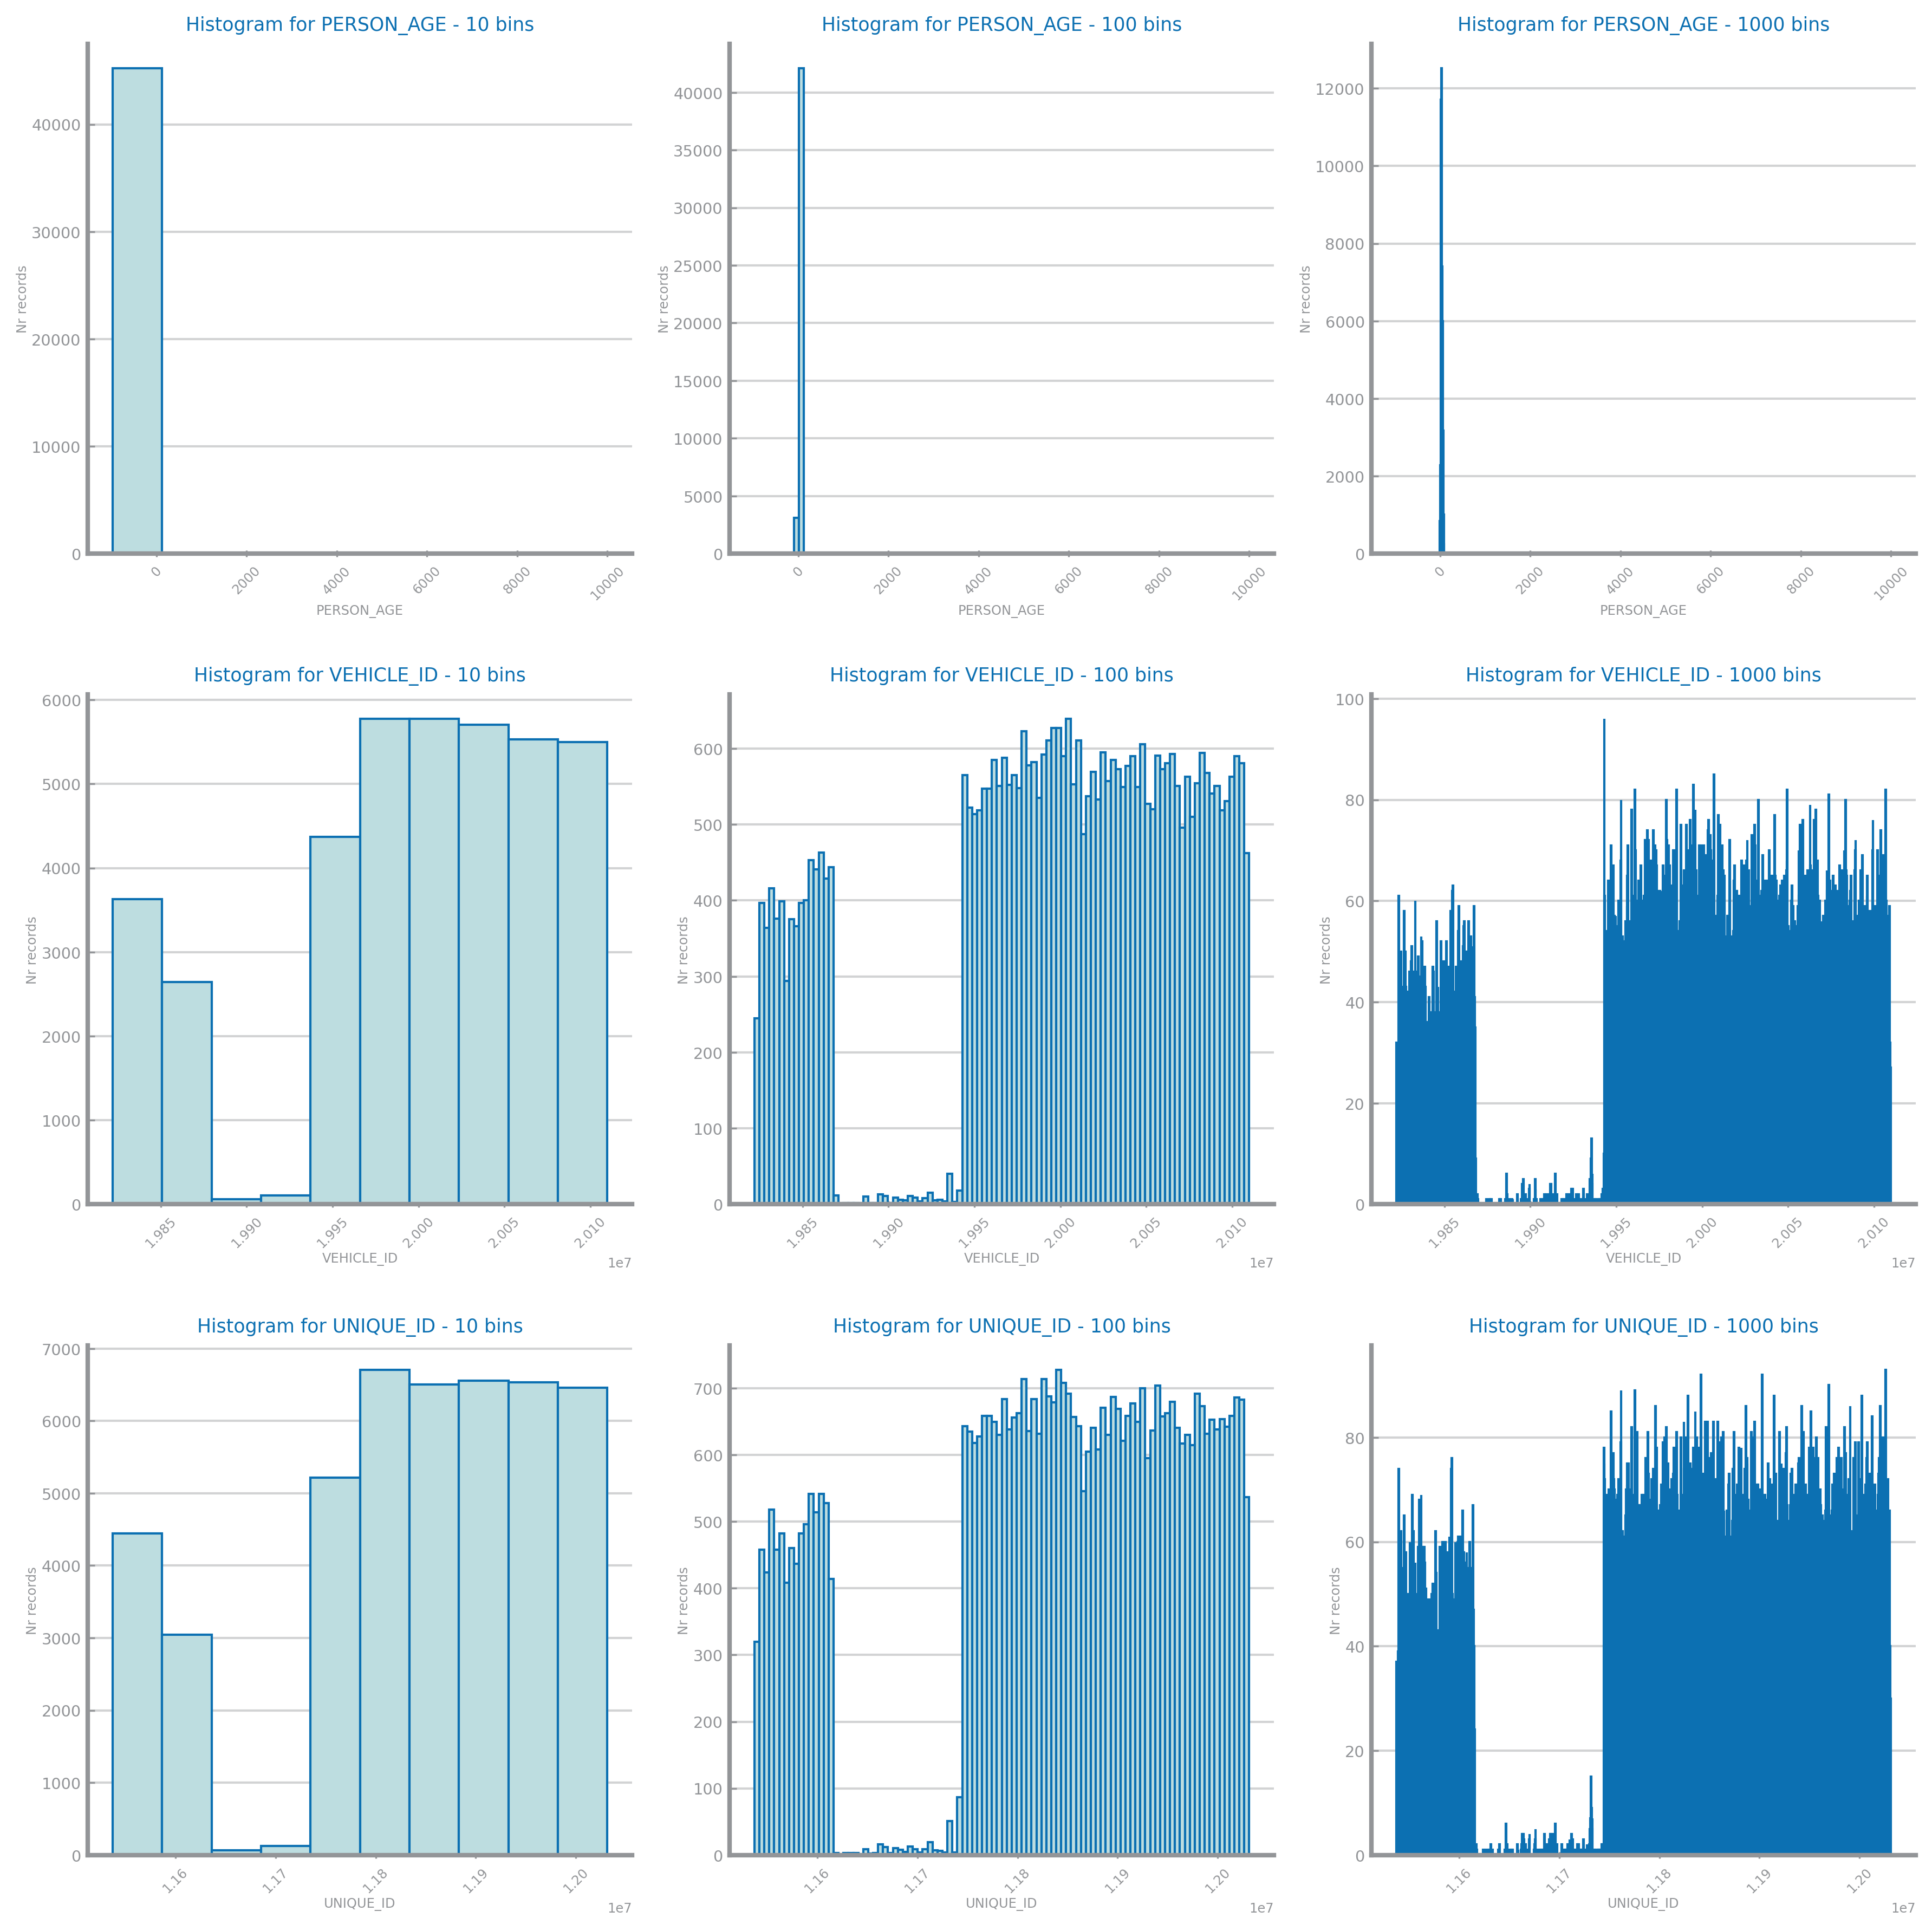 Histogram for PERSON_AGE - 10 bins
Nr records
40000
30000
20000
10000
0
0 2000 4000 6000 8000 10000
PERSON_AGE
Histogram for PERSON_AGE - 100 bins
Nr records
40000
35000
30000
25000
20000
15000
10000
5000
0
0 2000 4000 6000 8000 10000
PERSON_AGE
Histogram for PERSON_AGE - 1000 bins
Nr records
12000
10000
8000
6000
4000
2000
0
0 2000 4000 6000 8000 10000
PERSON_AGE
Histogram for VEHICLE_ID - 10 bins
Nr records
6000
5000
4000
3000
2000
1000
0
1.985 1.990 1.995 2.000 2.005 2.010
VEHICLE_ID
1e7
Histogram for VEHICLE_ID - 100 bins
Nr records
600
500
400
300
200
100
0
1.985 1.990 1.995 2.000 2.005 2.010
VEHICLE_ID
1e7
Histogram for VEHICLE_ID - 1000 bins
Nr records
100
80
60
40
20
0
1.985 1.990 1.995 2.000 2.005 2.010
VEHICLE_ID
1e7
Histogram for UNIQUE_ID - 10 bins
Nr records
7000
6000
5000
4000
3000
2000
1000
0
1.16 1.17 1.18 1.19 1.20
UNIQUE_ID
1e7
Histogram for UNIQUE_ID - 100 bins
Nr records
700
600
500
400
300
200
100
0
1.16 1.17 1.18 1.19 1.20
UNIQUE_ID
1e7
Histogram for UNIQUE_ID - 1000 bins
Nr records
80
60
40
20
0
1.16 1.17 1.18 1.19 1.20
UNIQUE_ID
1e7